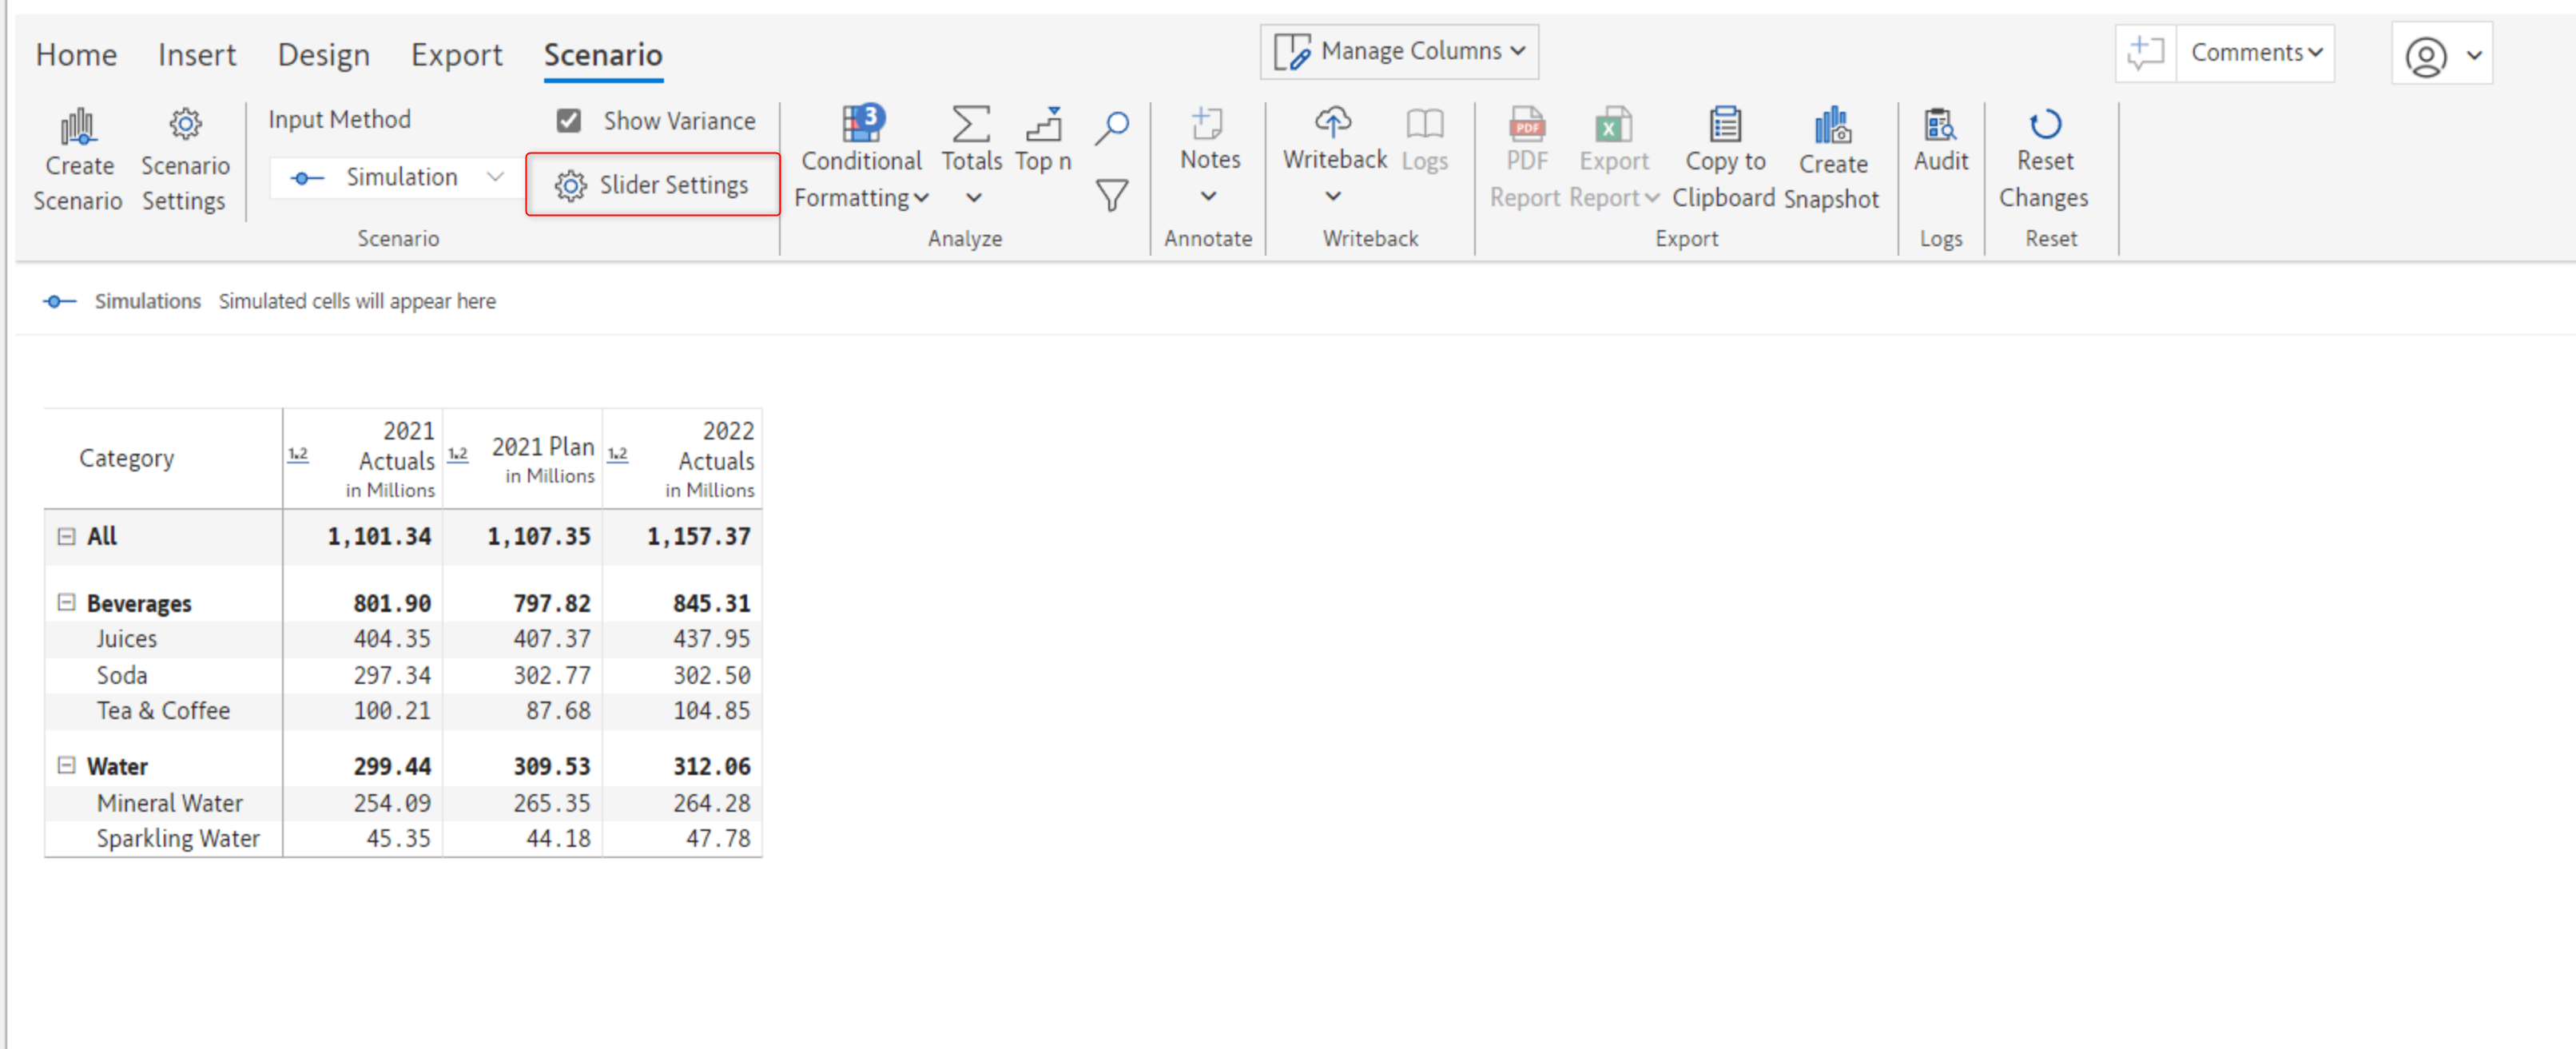 Home Insert Design Export Scenario Manage Columns Comments
Create Scenario
Scenario Settings
Input Method
Simulation
Show Variance
Slider Settings
Scenario
3
Conditional Formatting
Totals
Top n
Analyze
Notes
Annotate
Writeback
Logs
Writeback
PDF
PDF Report
X
Export Report
Copy to Clipboard
Create Snapshot
Export
Audit
Logs
Reset Changes
Reset
Simulations Simulated cells will appear here
Category
1.2 2021 Actuals in Millions
1.2 2021 Plan in Millions
1.2 2022 Actuals in Millions
All 1,101.34 1,107.35 1,157.37
Beverages 801.90 797.82 845.31
Juices 404.35 407.37 437.95
Soda 297.34 302.77 302.50
Tea & Coffee 100.21 87.68 104.85
Water 299.44 309.53 312.06
Mineral Water 254.09 265.35 264.28
Sparkling Water 45.35 44.18 47.78